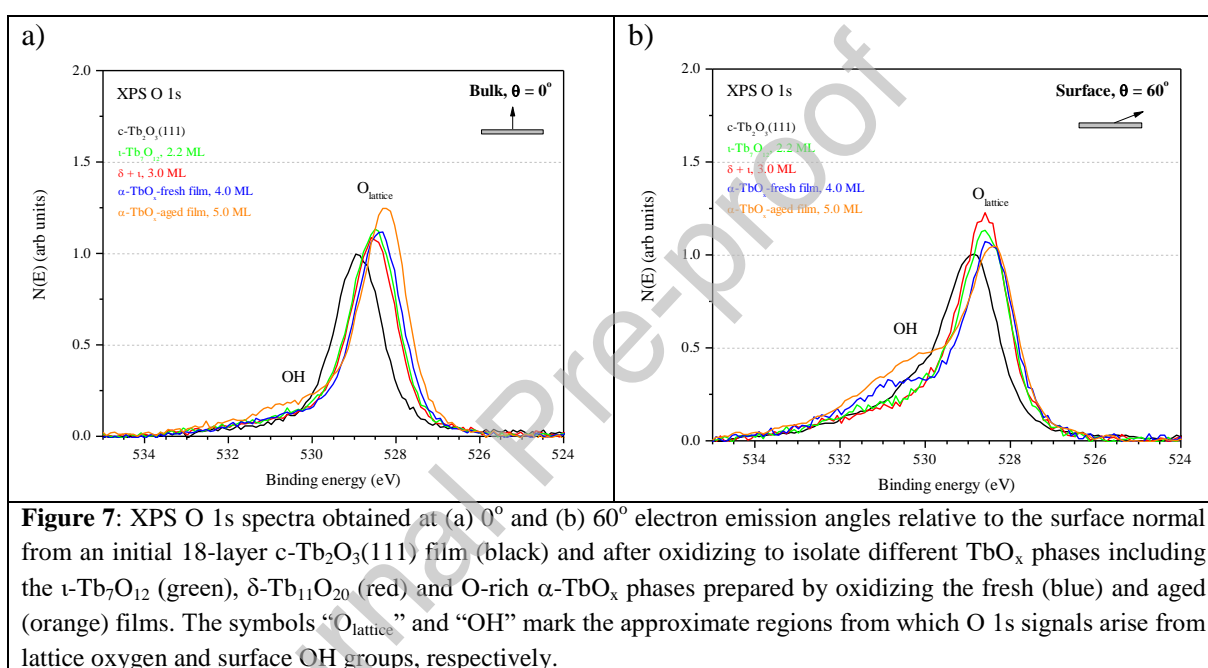 a)
2.0
1.5
1.0
0.5
0.0
N(E) (arb units)
XPS O 1s
Bulk, θ = 0°
c-Tb₂O₃(111)
ι-Tb₇O₁₂, 2.2 ML
δ + ι, 3.0 ML
α-TbOₓ-fresh film, 4.0 ML
α-TbOₓ-aged film, 5.0 ML
O_lattice
OH
534 532 530 528 526 524
Binding energy (eV)
b)
2.0
1.5
1.0
0.5
0.0
N(E) (arb units)
XPS O 1s
Surface, θ = 60°
c-Tb₂O₃(111)
ι-Tb₇O₁₂, 2.2 ML
δ + ι, 3.0 ML
α-TbOₓ-fresh film, 4.0 ML
α-TbOₓ-aged film, 5.0 ML
O_lattice
OH
534 532 530 528 526 524
Binding energy (eV)
Figure 7: XPS O 1s spectra obtained at (a) 0° and (b) 60° electron emission angles relative to the surface normal
from an initial 18-layer c-Tb₂O₃(111) film (black) and after oxidizing to isolate different TbOₓ phases including
the ι-Tb₇O₁₂ (green), δ-Tb₁₁O₂₀ (red) and O-rich α-TbOₓ phases prepared by oxidizing the fresh (blue) and aged
(orange) films. The symbols “O_lattice” and “OH” mark the approximate regions from which O 1s signals arise from
lattice oxygen and surface OH groups, respectively.
rnal Pre-proof